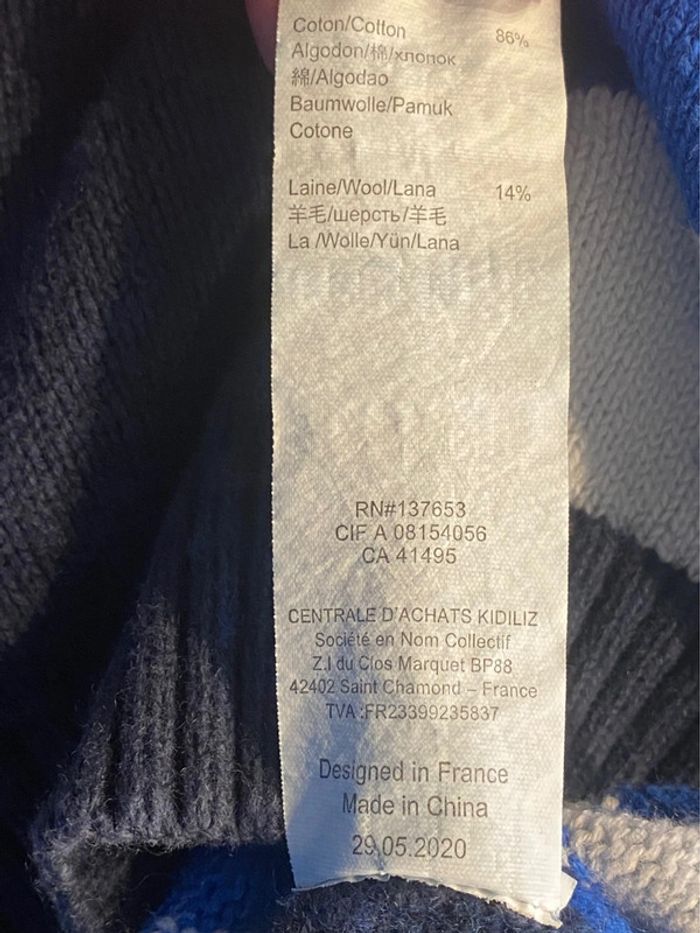 Coton/Cotton 86%
Algodon/棉/хлопок
綿/Algodao
Baumwolle/Pamuk
Cotone
Laine/Wool/Lana 14%
羊毛/шерсть/羊毛
La /Wolle/Yün/Lana
RN#137653
CIF A 08154056
CA 41495
CENTRALE D'ACHATS KIDILIZ
Société en Nom Collectif
Z.I du Clos Marquet BP88
42402 Saint Chamond – France
TVA :FR23399235837
Designed in France
Made in China
29.05.2020